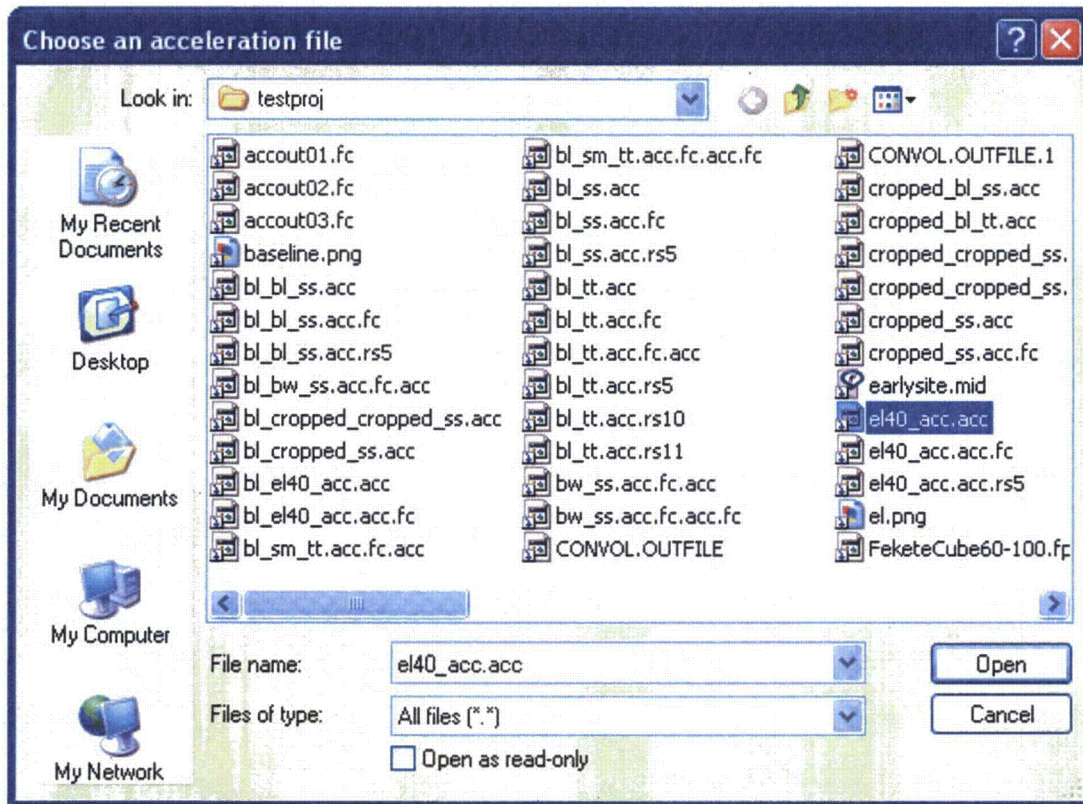 Choose an acceleration file
Look in:
testproj
My Recent
Documents
Desktop
My Documents
My Computer
My Network
accout01.fc
accout02.fc
accout03.fc
baseline.png
bl_bl_ss.acc
bl_bl_ss.acc.fc
bl_bl_ss.acc.rs5
bl_bw_ss.acc.fc.acc
bl_cropped_cropped_ss.acc
bl_cropped_ss.acc
bl_el40_acc.acc
bl_el40_acc.acc.fc
bl_sm_tt.acc.fc.acc
bl_sm_tt.acc.fc.acc.fc
bl_ss.acc
bl_ss.acc.fc
bl_ss.acc.rs5
bl_tt.acc
bl_tt.acc.fc
bl_tt.acc.fc.acc
bl_tt.acc.rs5
bl_tt.acc.rs10
bl_tt.acc.rs11
bw_ss.acc.fc.acc
bw_ss.acc.fc.acc.fc
CONVOL.OUTFILE
CONVOL.OUTFILE.1
cropped_bl_ss.acc
cropped_bl_tt.acc
cropped_cropped_ss.
cropped_cropped_ss.
cropped_ss.acc
cropped_ss.acc.fc
earlysite.mid
el40_acc.acc
el40_acc.acc.fc
el40_acc.acc.rs5
el.png
FeketeCube60-100.fp
File name:
el40_acc.acc
Open
Files of type:
All files (*.*)
Cancel
Open as read-only